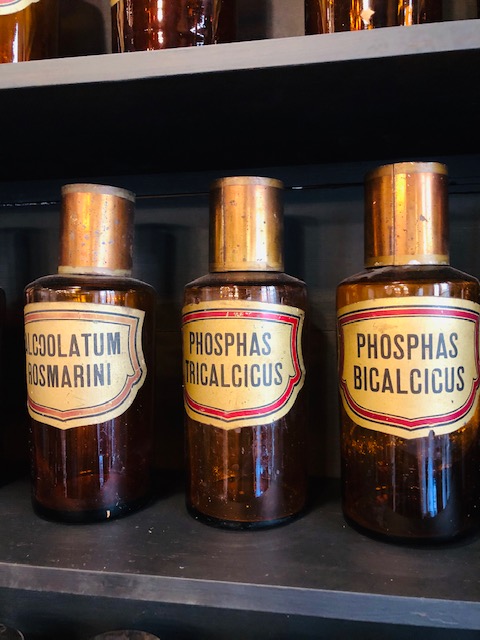 ALCOOLATUM
ROSMARINI
PHOSPHAS
TRICALCICUS
PHOSPHAS
BICALCICUS